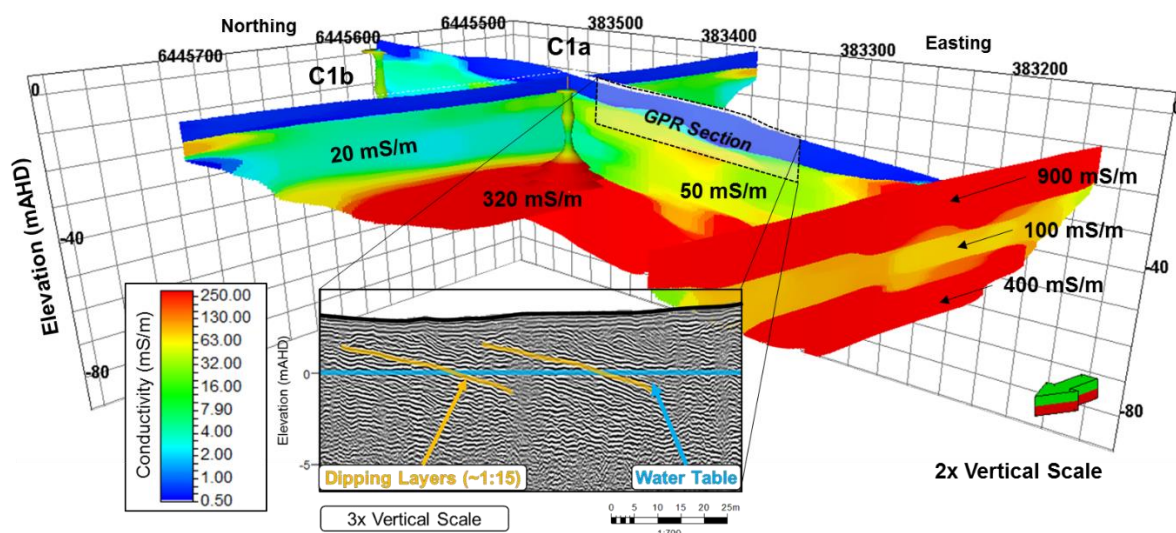 Northing
6445500
383500
383400
383300
Easting
383200
6445600
6445700
C1a
C1b
0
0
GPR Section
20 mS/m
50 mS/m
320 mS/m
900 mS/m
100 mS/m
400 mS/m
Elevation (mAHD)
-40
-80
-40
-80
Conductivity (mS/m)
250.00
130.00
63.00
32.00
16.00
7.90
4.00
2.00
1.00
0.50
Elevation (mAHD)
0
-5
Dipping Layers (~1:15)
Water Table
3x Vertical Scale
0 5 10 15 20 25m
1:700
2x Vertical Scale